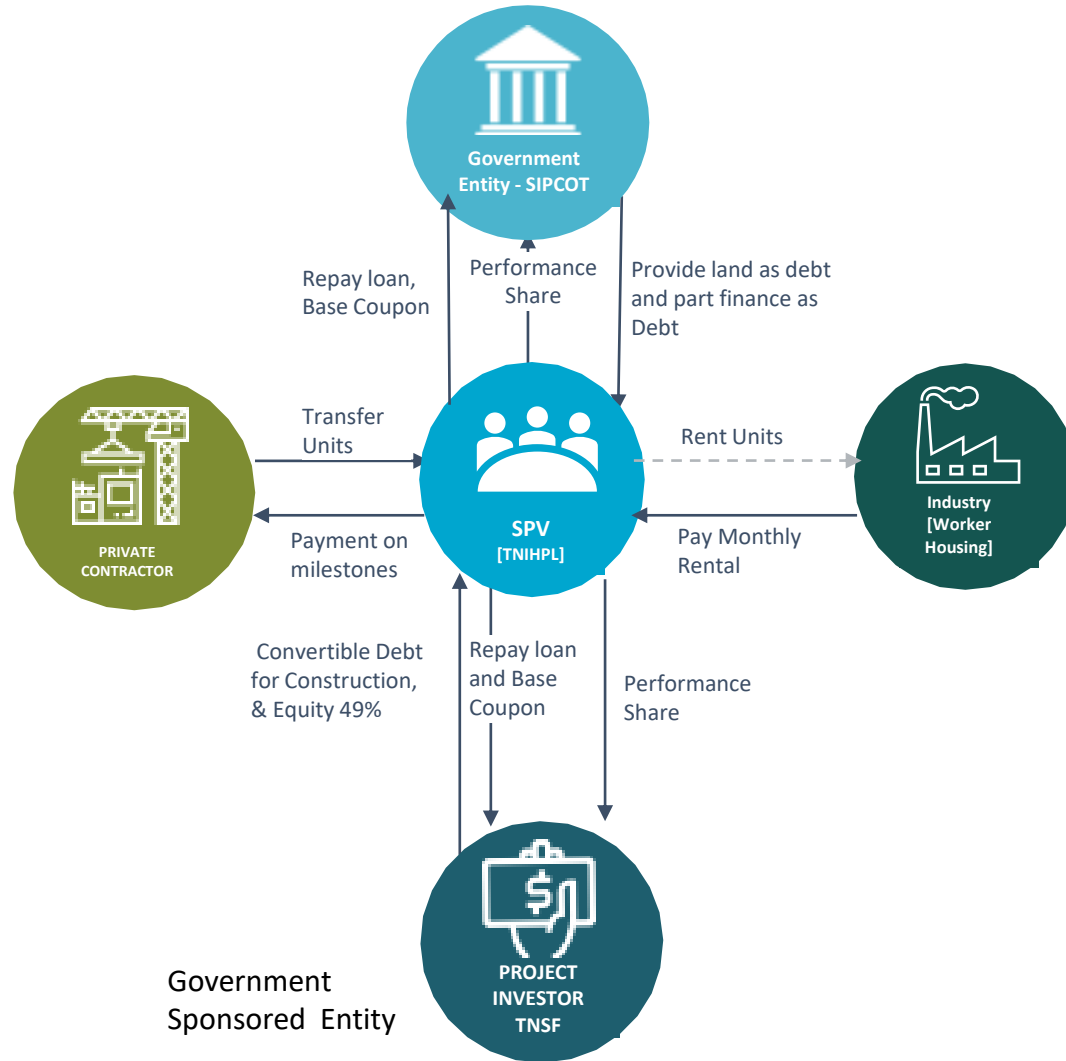 Government
Entity - SIPCOT
Repay loan,
Base Coupon
Performance
Share
Provide land as debt
and part finance as
Debt
PRIVATE
CONTRACTOR
Transfer
Units
Payment on
milestones
SPV
[TNIHPL]
Rent Units
Pay Monthly
Rental
Industry
[Worker
Housing]
Convertible Debt
for Construction,
& Equity 49%
Repay loan
and Base
Coupon
Performance
Share
$
PROJECT
INVESTOR
TNSF
Government
Sponsored Entity